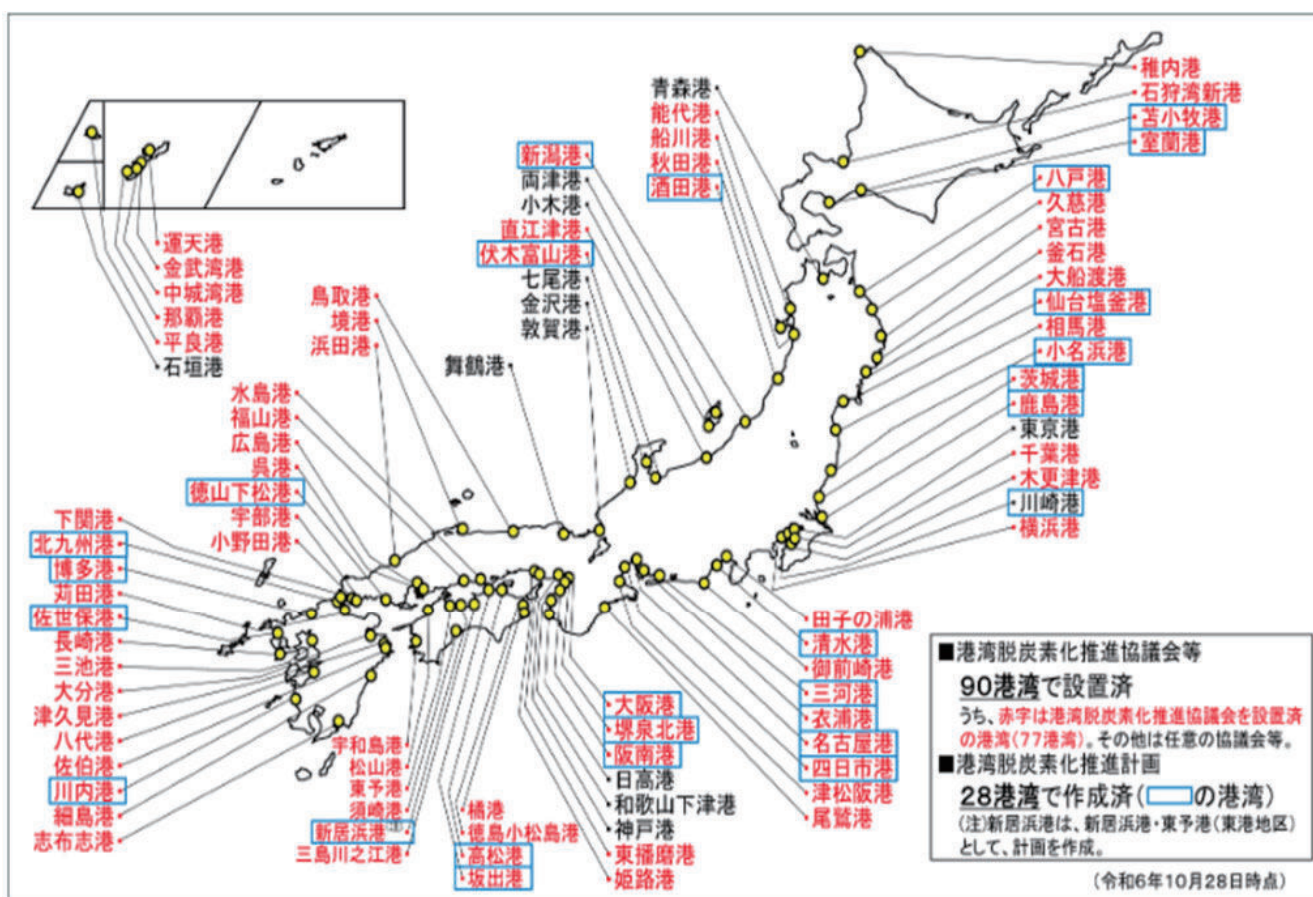 稚内港
石狩湾新港
苫小牧港
室蘭港
青森港
能代港
船川港
秋田港
酒田港
新潟港
両津港
小木港
直江津港
伏木富山港
七尾港
金沢港
敦賀港
舞鶴港
八戸港
久慈港
宮古港
釜石港
大船渡港
仙台塩釜港
相馬港
小名浜港
茨城港
鹿島港
東京港
千葉港
木更津港
川崎港
横浜港
運天港
金武湾港
中城湾港
那覇港
平良港
石垣港
鳥取港
境港
浜田港
水島港
福山港
広島港
呉港
徳山下松港
宇部港
小野田港
下関港
北九州港
博多港
苅田港
佐世保港
長崎港
三池港
大分港
津久見港
八代港
佐伯港
川内港
細島港
志布志港
宇和島港
松山港
東予港
須崎港
新居浜港
三島川之江港
橘港
徳島小松島港
高松港
坂出港
大阪港
堺泉北港
阪南港
日高港
和歌山下津港
神戸港
東播磨港
姫路港
田子の浦港
清水港
御前崎港
三河港
衣浦港
名古屋港
四日市港
津松阪港
尾鷲港
■港湾脱炭素化推進協議会等
90港湾で設置済
うち、赤字は港湾脱炭素化推進協議会を設置済
の港湾(77港湾)。その他は任意の協議会等。
■港湾脱炭素化推進計画
28港湾で作成済(の港湾)
(注)新居浜港は、新居浜港・東予港(東港地区)
として、計画を作成。
(令和6年10月28日時点)